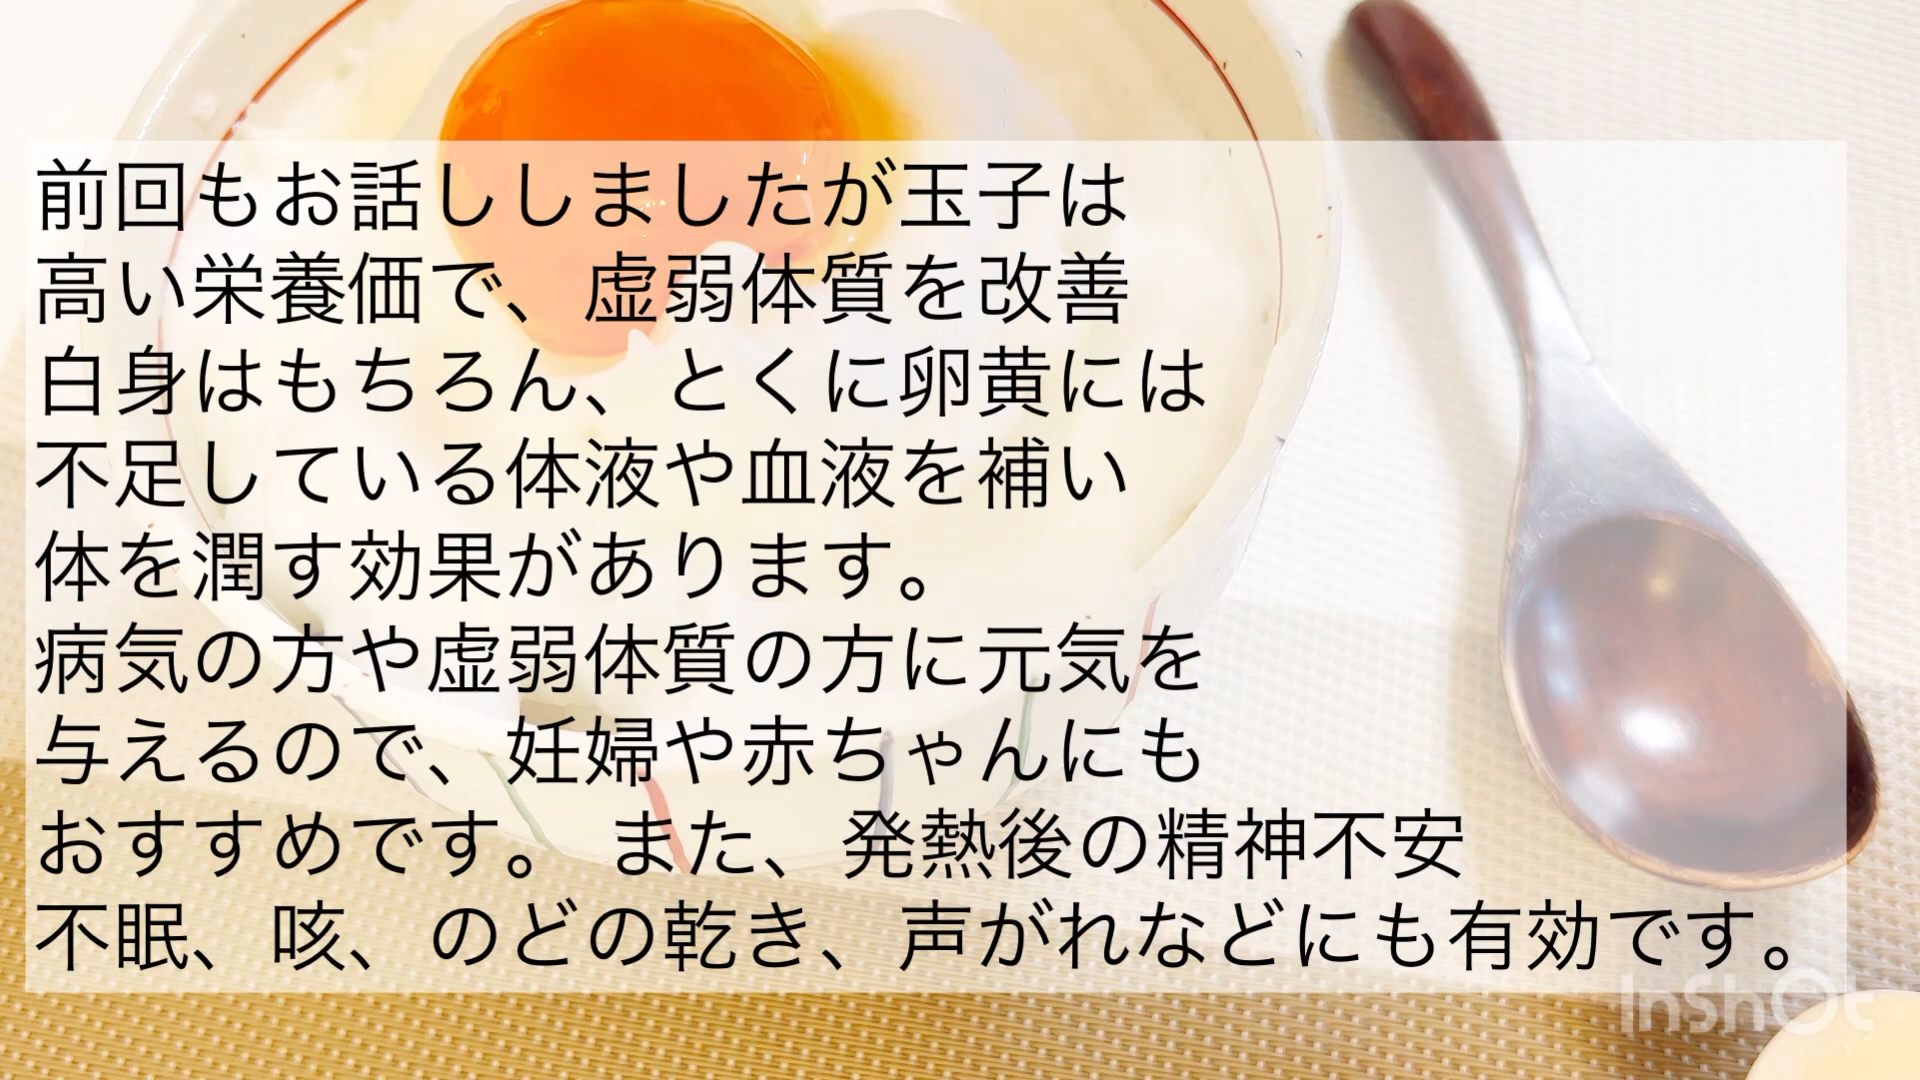 前回もお話ししましたが玉子は
高い栄養価で、虚弱体質を改善
白身はもちろん、とくに卵黄には
不足している体液や血液を補い
体を潤す効果があります。
病気の方や虚弱体質の方に元気を
与えるので、妊婦や赤ちゃんにも
おすすめです。 また、発熱後の精神不安
不眠、咳、のどの乾き、声がれなどにも有効です。
InShOt